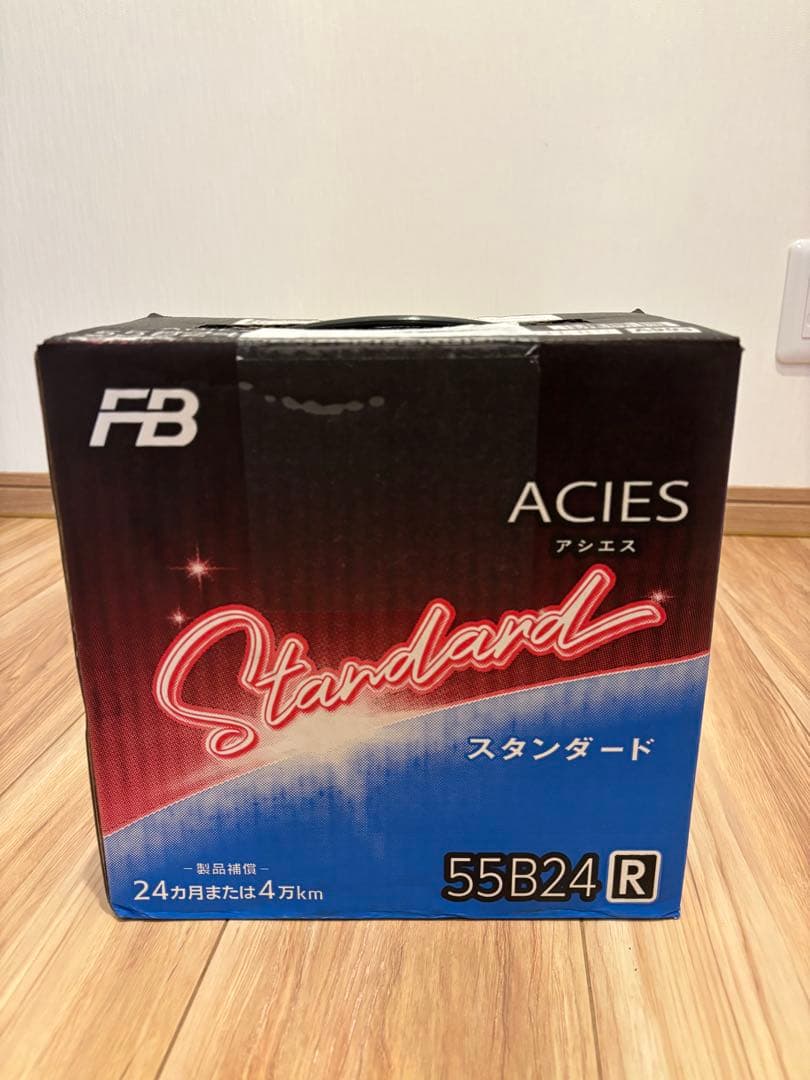 FB
ACIES
アシエス
Standard
スタンダード
－製品補償－
24カ月または4万km
55B24 R